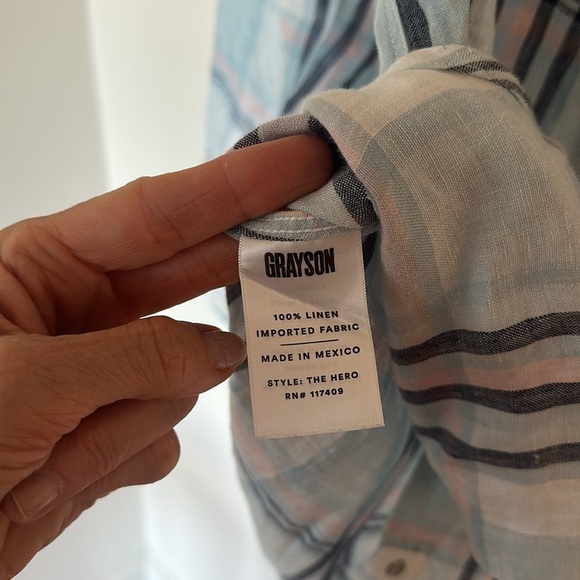 GRAYSON
100% LINEN
IMPORTED FABRIC
MADE IN MEXICO
STYLE: THE HERO
RN# 117409